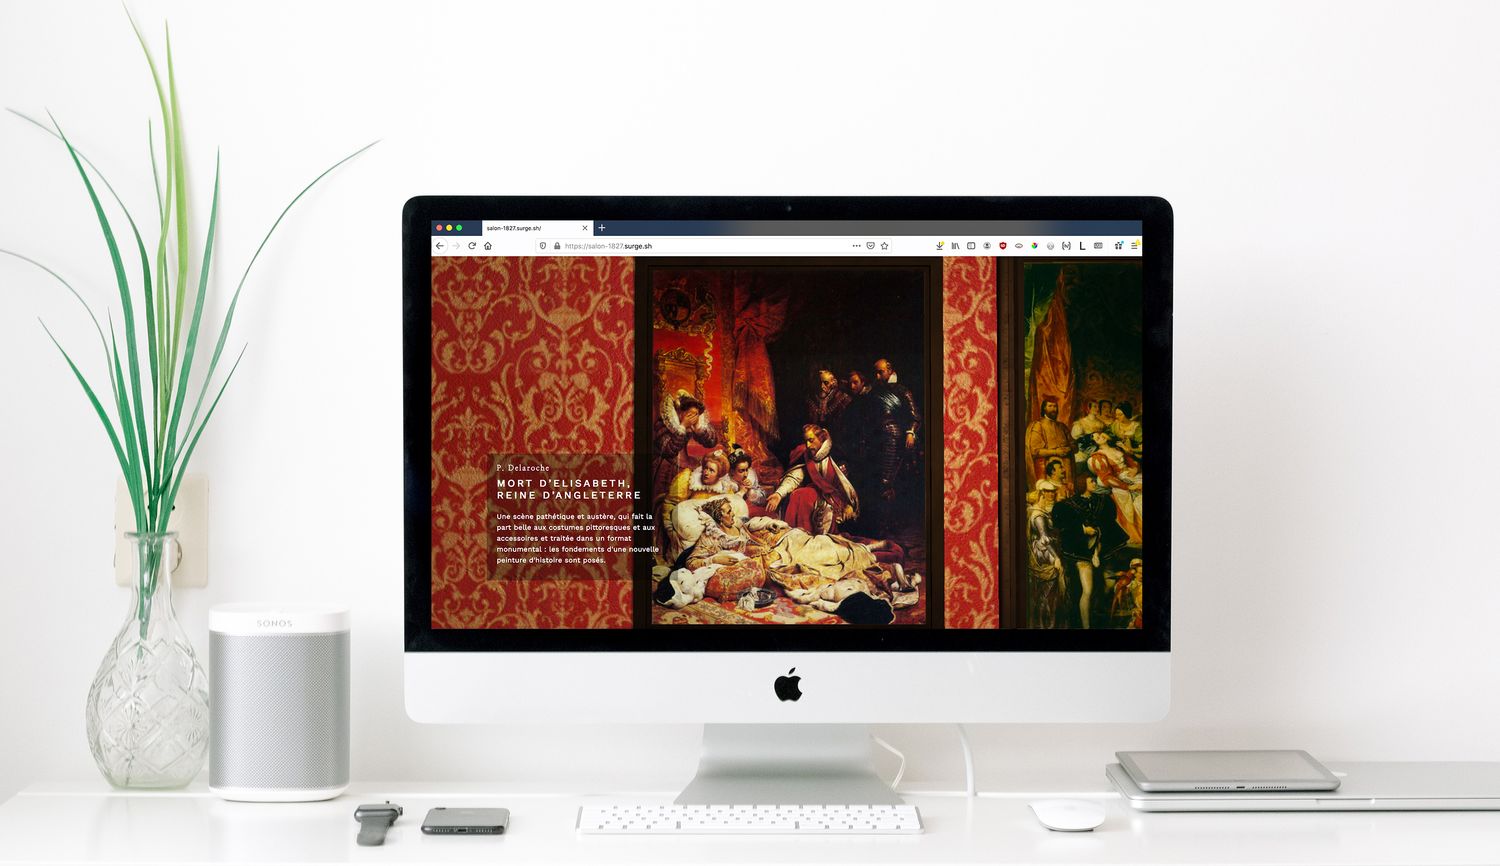 salon-1827.surge.sh/
https://salon-1827.surge.sh
P. Delaroche
MORT D'ELISABETH,
REINE D'ANGLETERRE
Une scène pathétique et austère, qui fait la
part belle aux costumes pittoresques et aux
accessoires et traitée dans un format
monumental : les fondements d'une nouvelle
peinture d'histoire sont posés.
SONOS